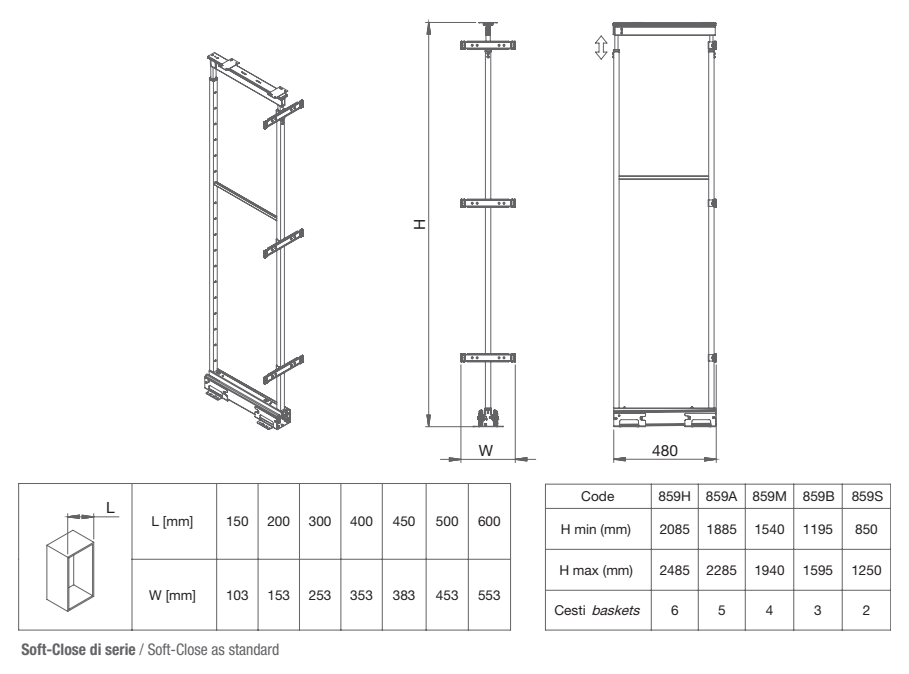 H
W
480
L
L [mm] 150 200 300 400 450 500 600
W [mm] 103 153 253 353 383 453 553
Code 859H 859A 859M 859B 859S
H min (mm) 2085 1885 1540 1195 850
H max (mm) 2485 2285 1940 1595 1250
Cesti baskets 6 5 4 3 2
Soft-Close di serie / Soft-Close as standard